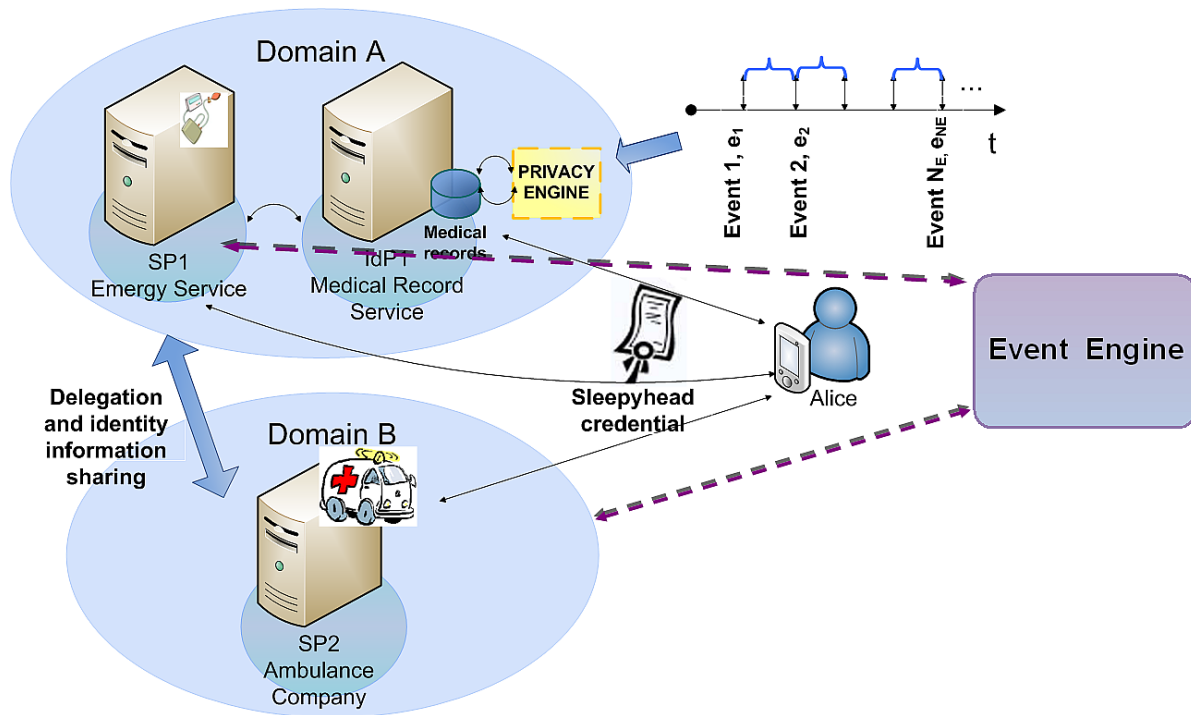 Domain A
SP1
Emergy Service
IdP1
Medical Record
Service
Medical
records
PRIVACY
ENGINE
Event 1, e1
Event 2, e2
Event NE, eNE
...
t
Event Engine
Alice
Sleepyhead
credential
Delegation
and identity
information
sharing
Domain B
SP2
Ambulance
Company